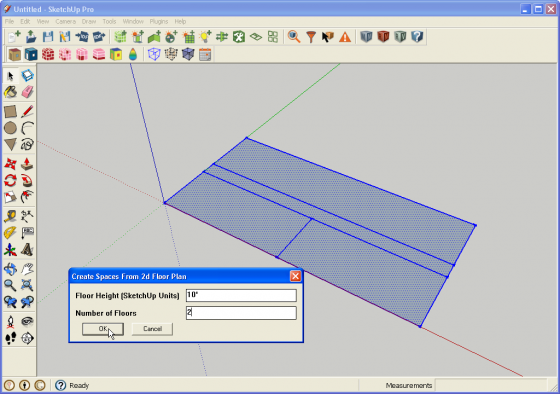 Untitled - SketchUp Pro
File Edit View Camera Draw Tools Window Plugins Help
Create Spaces From 2d Floor Plan
Floor Height (SketchUp Units) 10'
Number of Floors 2
OK Cancel
Ready Measurements